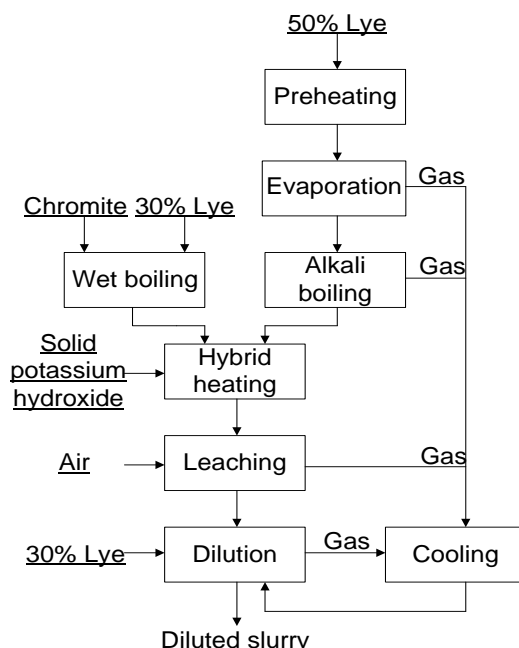 50% Lye
Preheating
Evaporation
Gas
Chromite
30% Lye
Wet boiling
Alkali
boiling
Gas
Solid
potassium
hydroxide
Hybrid
heating
Air
Leaching
Gas
30% Lye
Dilution
Gas
Cooling
Diluted slurry